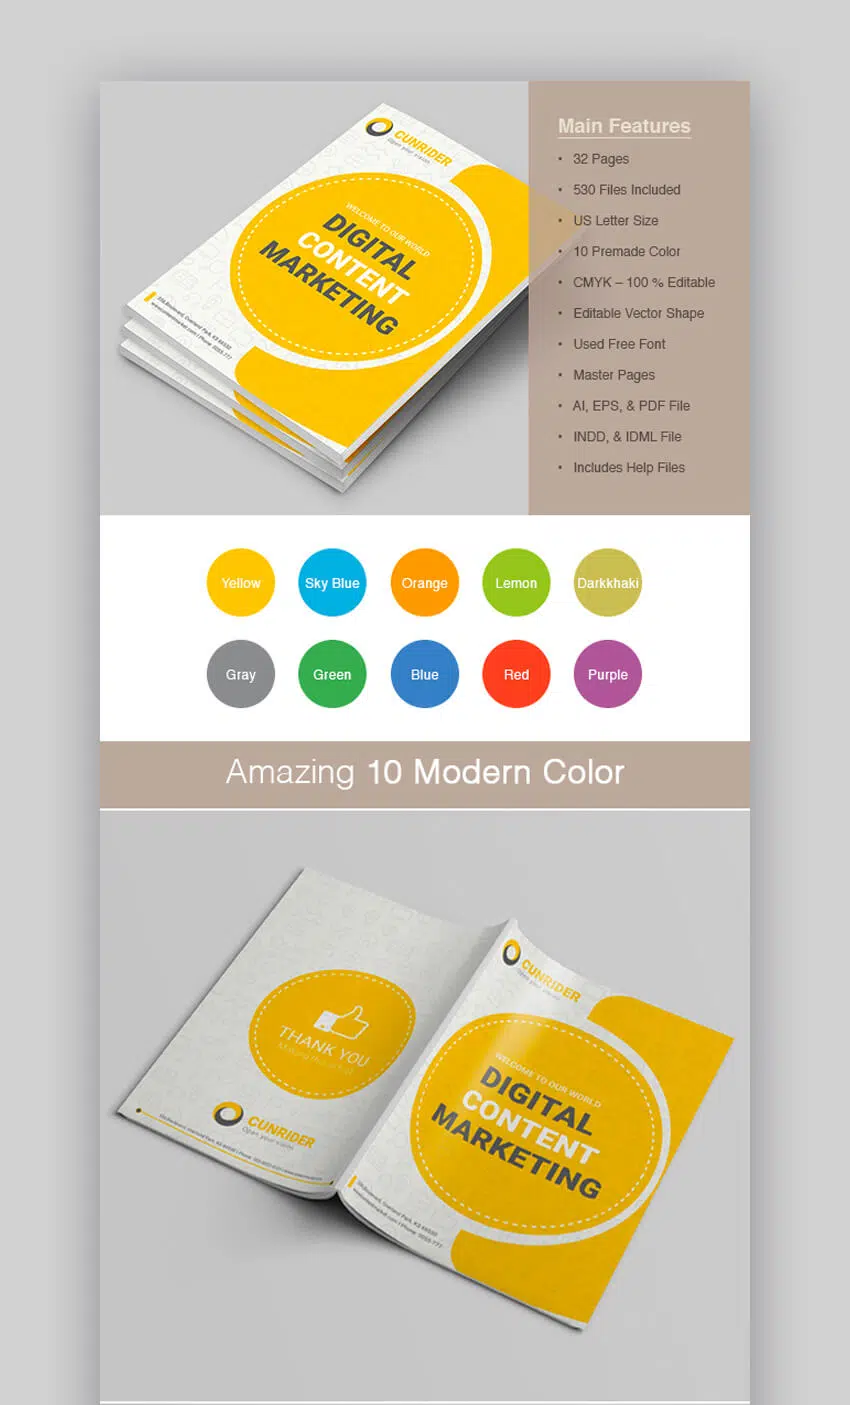 CUNRIDER
Open your vision
WELCOME TO OUR WORLD
DIGITAL
CONTENT
MARKETING
Main Features
• 32 Pages
• 530 Files Included
• US Letter Size
• 10 Premade Color
• CMYK – 100 % Editable
• Editable Vector Shape
• Used Free Font
• Master Pages
• AI, EPS, & PDF File
• INDD, & IDML File
• Includes Help Files
Yellow
Sky Blue
Orange
Lemon
Darkkhaki
Gray
Green
Blue
Red
Purple
Amazing 10 Modern Color
THANK YOU
CUNRIDER
Open your vision
CUNRIDER
Open your vision
WELCOME TO OUR WORLD
DIGITAL
CONTENT
MARKETING